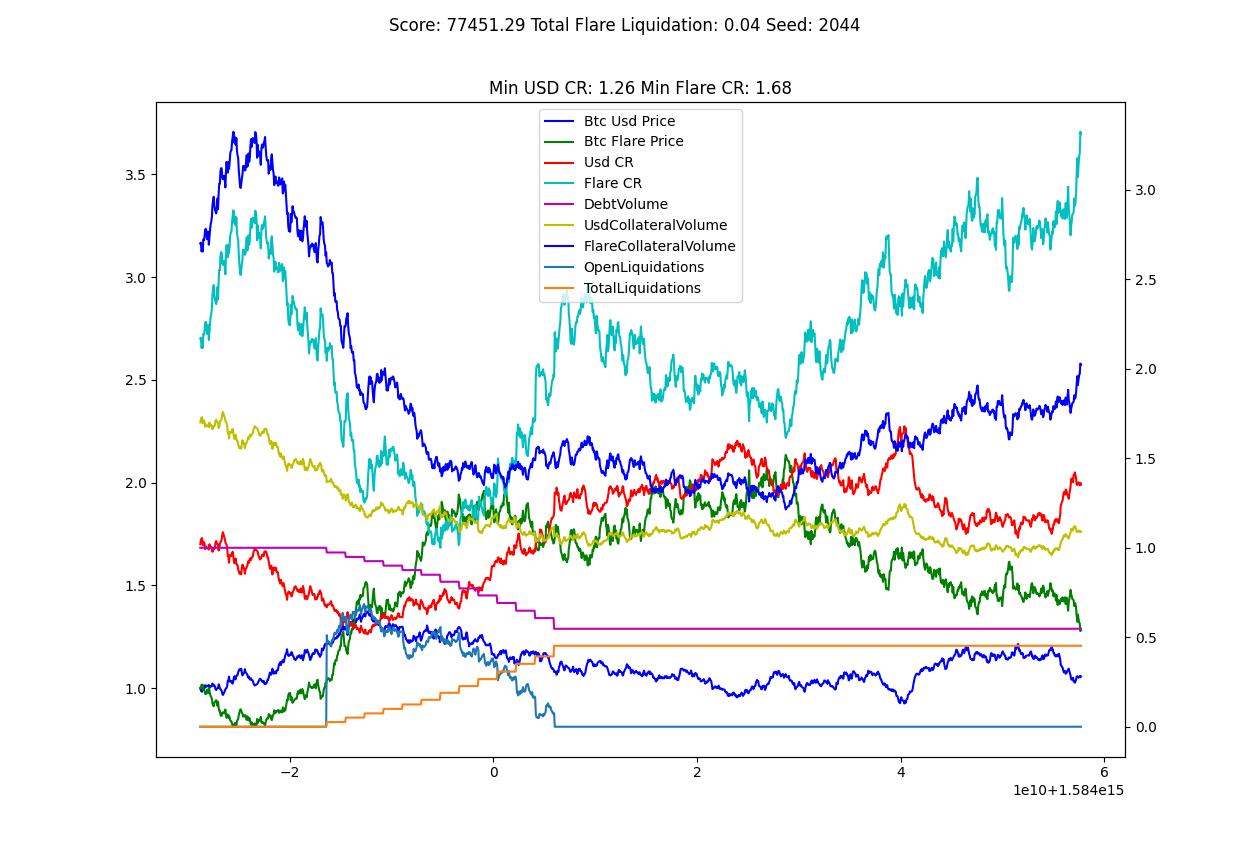 Score: 77451.29 Total Flare Liquidation: 0.04 Seed: 2044
Min USD CR: 1.26 Min Flare CR: 1.68
Btc Usd Price
Btc Flare Price
Usd CR
Flare CR
DebtVolume
UsdCollateralVolume
FlareCollateralVolume
OpenLiquidations
TotalLiquidations
3.5
3.0
2.5
2.0
1.5
1.0
3.0
2.5
2.0
1.5
1.0
0.5
0.0
−2
0
2
4
6
1e10+1.584e15